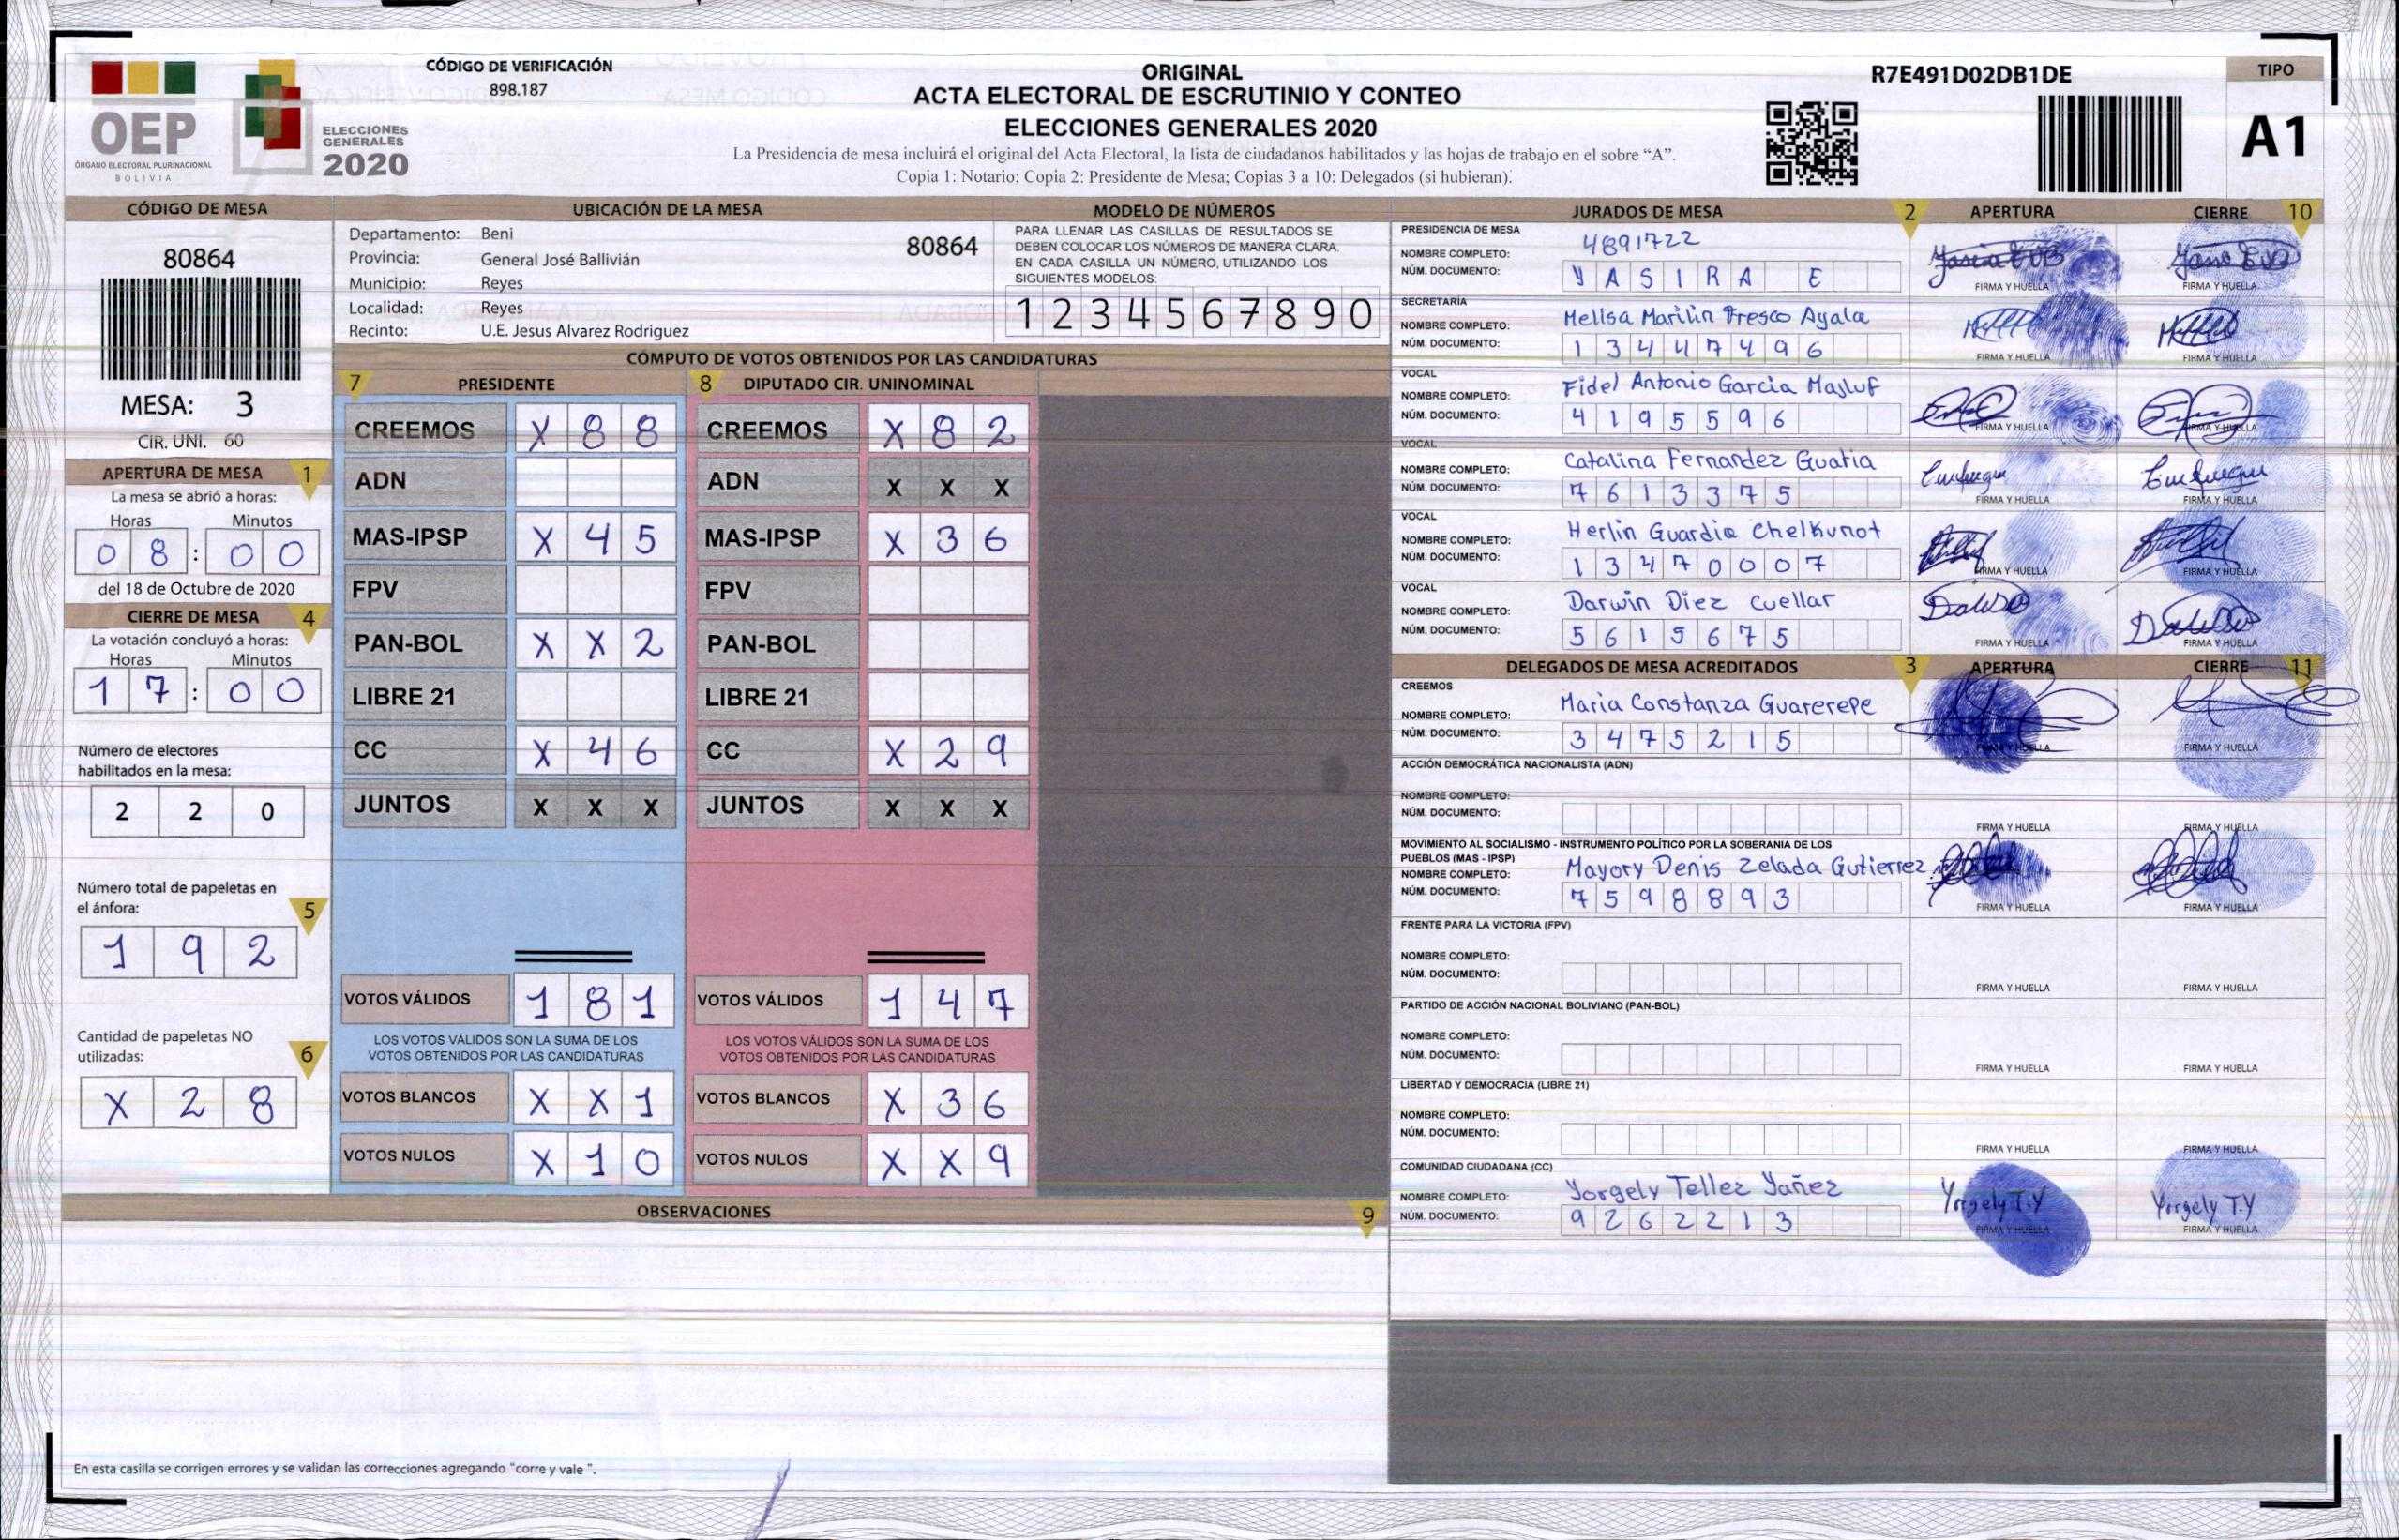 OEP
ÓRGANO ELECTORAL PLURINACIONAL
BOLIVIA
ELECCIONES
GENERALES
2020
CÓDIGO DE VERIFICACIÓN
898.187
ORIGINAL
ACTA ELECTORAL DE ESCRUTINIO Y CONTEO
ELECCIONES GENERALES 2020
La Presidencia de mesa incluirá el original del Acta Electoral, la lista de ciudadanos habilitados y las hojas de trabajo en el sobre “A”.
Copia 1: Notario; Copia 2: Presidente de Mesa; Copias 3 a 10: Delegados (si hubieran).
R7E491D02DB1DE
TIPO
A1
CÓDIGO DE MESA
80864
MESA: 3
CIR. UNI. 60
APERTURA DE MESA 1
La mesa se abrió a horas:
Horas Minutos
0 8 : 0 0
del 18 de Octubre de 2020
CIERRE DE MESA 4
La votación concluyó a horas:
Horas Minutos
1 7 : 0 0
Número de electores
habilitados en la mesa:
2 2 0
Número total de papeletas en
el ánfora: 5
1 9 2
Cantidad de papeletas NO
utilizadas: 6
X 2 8
UBICACIÓN DE LA MESA
Departamento: Beni
Provincia: General José Ballivián
Municipio: Reyes
Localidad: Reyes
Recinto: U.E. Jesus Alvarez Rodriguez
80864
MODELO DE NÚMEROS
PARA LLENAR LAS CASILLAS DE RESULTADOS SE
DEBEN COLOCAR LOS NÚMEROS DE MANERA CLARA.
EN CADA CASILLA UN NÚMERO, UTILIZANDO LOS
SIGUIENTES MODELOS:
1 2 3 4 5 6 7 8 9 0
CÓMPUTO DE VOTOS OBTENIDOS POR LAS CANDIDATURAS
7 PRESIDENTE
CREEMOS X 8 8
ADN
MAS-IPSP X 4 5
FPV
PAN-BOL X X 2
LIBRE 21
CC X 4 6
JUNTOS X X X
VOTOS VÁLIDOS 1 8 1
LOS VOTOS VÁLIDOS SON LA SUMA DE LOS
VOTOS OBTENIDOS POR LAS CANDIDATURAS
VOTOS BLANCOS X X 1
VOTOS NULOS X 1 0
8 DIPUTADO CIR. UNINOMINAL
CREEMOS X 8 2
ADN X X X
MAS-IPSP X 3 6
FPV
PAN-BOL
LIBRE 21
CC X 2 9
JUNTOS X X X
VOTOS VÁLIDOS 1 4 7
LOS VOTOS VÁLIDOS SON LA SUMA DE LOS
VOTOS OBTENIDOS POR LAS CANDIDATURAS
VOTOS BLANCOS X 3 6
VOTOS NULOS X X 9
OBSERVACIONES 9
En esta casilla se corrigen errores y se validan las correcciones agregando "corre y vale ".
JURADOS DE MESA 2 APERTURA CIERRE 10
PRESIDENCIA DE MESA
NOMBRE COMPLETO: 4891722
NÚM. DOCUMENTO: Y A S I R A E
FIRMA Y HUELLA FIRMA Y HUELLA
SECRETARÍA
NOMBRE COMPLETO: Melisa Marilin Fresco Ayala
NÚM. DOCUMENTO: 1 3 4 4 7 4 9 6
FIRMA Y HUELLA FIRMA Y HUELLA
VOCAL
NOMBRE COMPLETO: Fidel Antonio Garcia Masluf
NÚM. DOCUMENTO: 4 1 9 5 5 9 6
FIRMA Y HUELLA FIRMA Y HUELLA
VOCAL
NOMBRE COMPLETO: Catalina Fernandez Guatia
NÚM. DOCUMENTO: 7 6 1 3 3 7 5
FIRMA Y HUELLA FIRMA Y HUELLA
VOCAL
NOMBRE COMPLETO: Herlin Guardia Chelkunot
NÚM. DOCUMENTO: 1 3 4 7 0 0 0 7
FIRMA Y HUELLA FIRMA Y HUELLA
VOCAL
NOMBRE COMPLETO: Darwin Diez Cuellar
NÚM. DOCUMENTO: 5 6 1 5 6 7 5
FIRMA Y HUELLA FIRMA Y HUELLA
DELEGADOS DE MESA ACREDITADOS 3 APERTURA CIERRE 11
CREEMOS
NOMBRE COMPLETO: Maria Constanza Guarerepe
NÚM. DOCUMENTO: 3 4 7 5 2 1 5
FIRMA Y HUELLA FIRMA Y HUELLA
ACCIÓN DEMOCRÁTICA NACIONALISTA (ADN)
NOMBRE COMPLETO:
NÚM. DOCUMENTO:
FIRMA Y HUELLA FIRMA Y HUELLA
MOVIMIENTO AL SOCIALISMO - INSTRUMENTO POLÍTICO POR LA SOBERANIA DE LOS
PUEBLOS (MAS - IPSP)
NOMBRE COMPLETO: Mayory Denis Zelada Gutierrez
NÚM. DOCUMENTO: 7 5 9 8 8 9 3
FIRMA Y HUELLA FIRMA Y HUELLA
FRENTE PARA LA VICTORIA (FPV)
NOMBRE COMPLETO:
NÚM. DOCUMENTO:
FIRMA Y HUELLA FIRMA Y HUELLA
PARTIDO DE ACCIÓN NACIONAL BOLIVIANO (PAN-BOL)
NOMBRE COMPLETO:
NÚM. DOCUMENTO:
FIRMA Y HUELLA FIRMA Y HUELLA
LIBERTAD Y DEMOCRACIA (LIBRE 21)
NOMBRE COMPLETO:
NÚM. DOCUMENTO:
FIRMA Y HUELLA FIRMA Y HUELLA
COMUNIDAD CIUDADANA (CC)
NOMBRE COMPLETO: Yorgely Tellez Yañez
NÚM. DOCUMENTO: 9 2 6 2 2 1 3
Yorgely T.Y Yorgely T.Y
FIRMA Y HUELLA FIRMA Y HUELLA